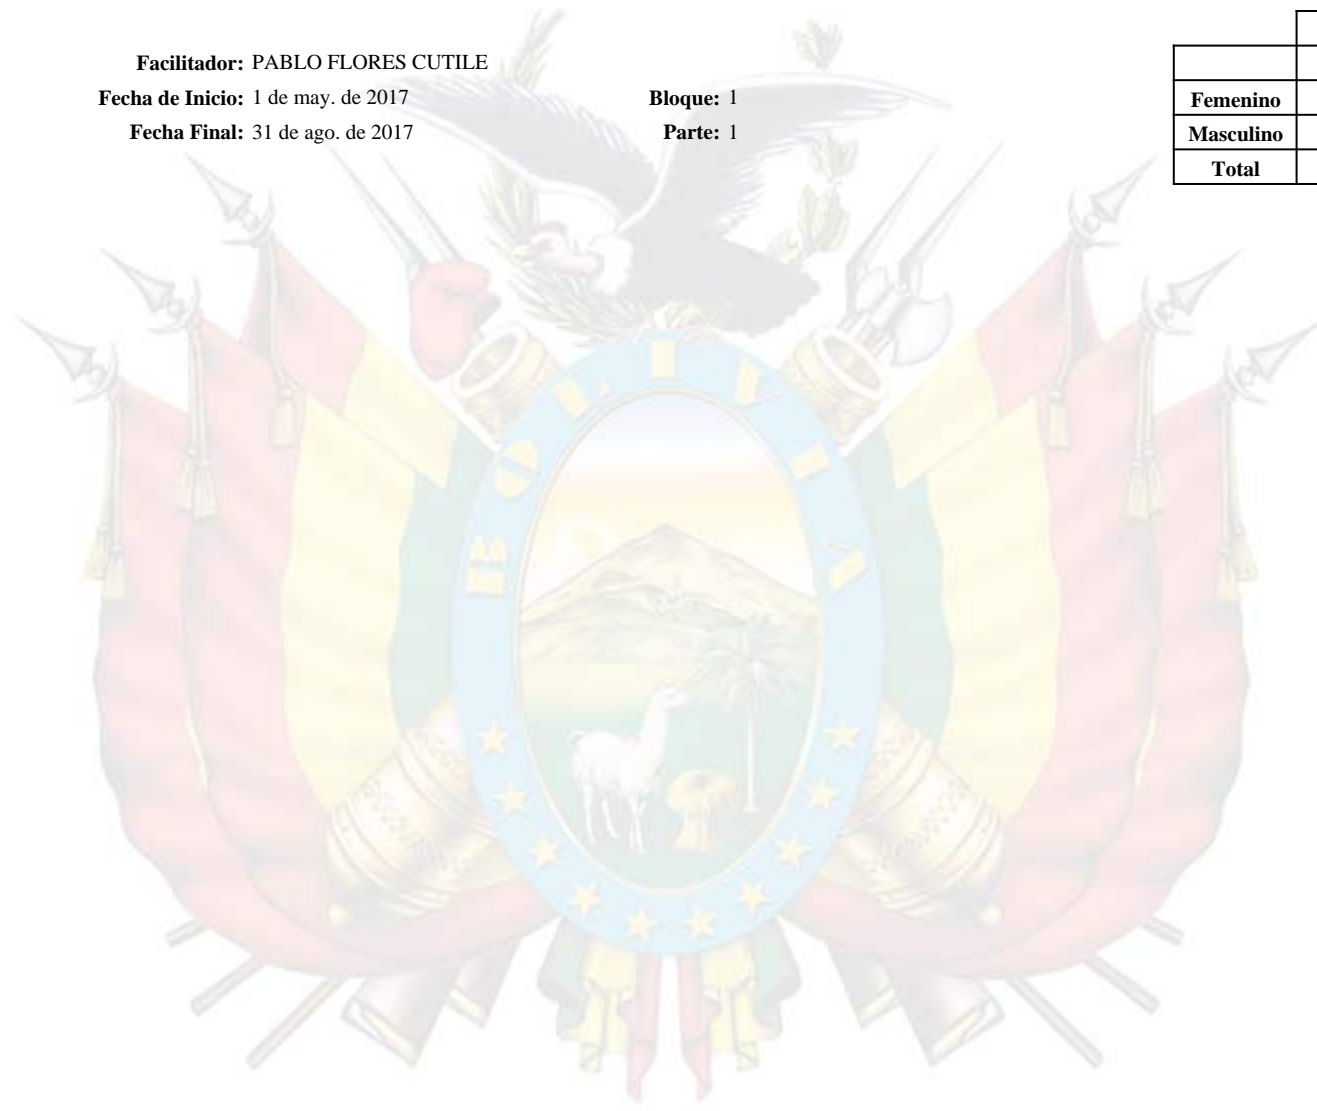 Facilitador: PABLO FLORES CUTILE
Fecha de Inicio: 1 de may. de 2017 Bloque: 1
Fecha Final: 31 de ago. de 2017 Parte: 1
Femenino
Masculino
Total
BOLIVIA